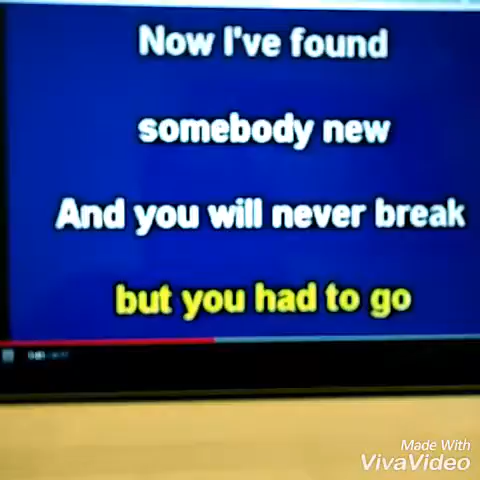 Now I've found
somebody new
And you will never break
but you had to go
Made With
VivaVideo